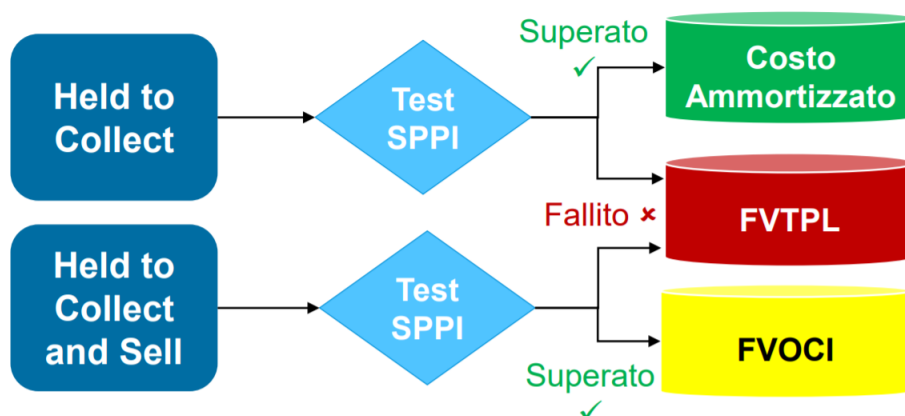 Held to
Collect
Test
SPPI
Superato
✓
Costo
Ammortizzato
Fallito ×
FVTPL
Held to
Collect
and Sell
Test
SPPI
Superato
✓
FVOCI